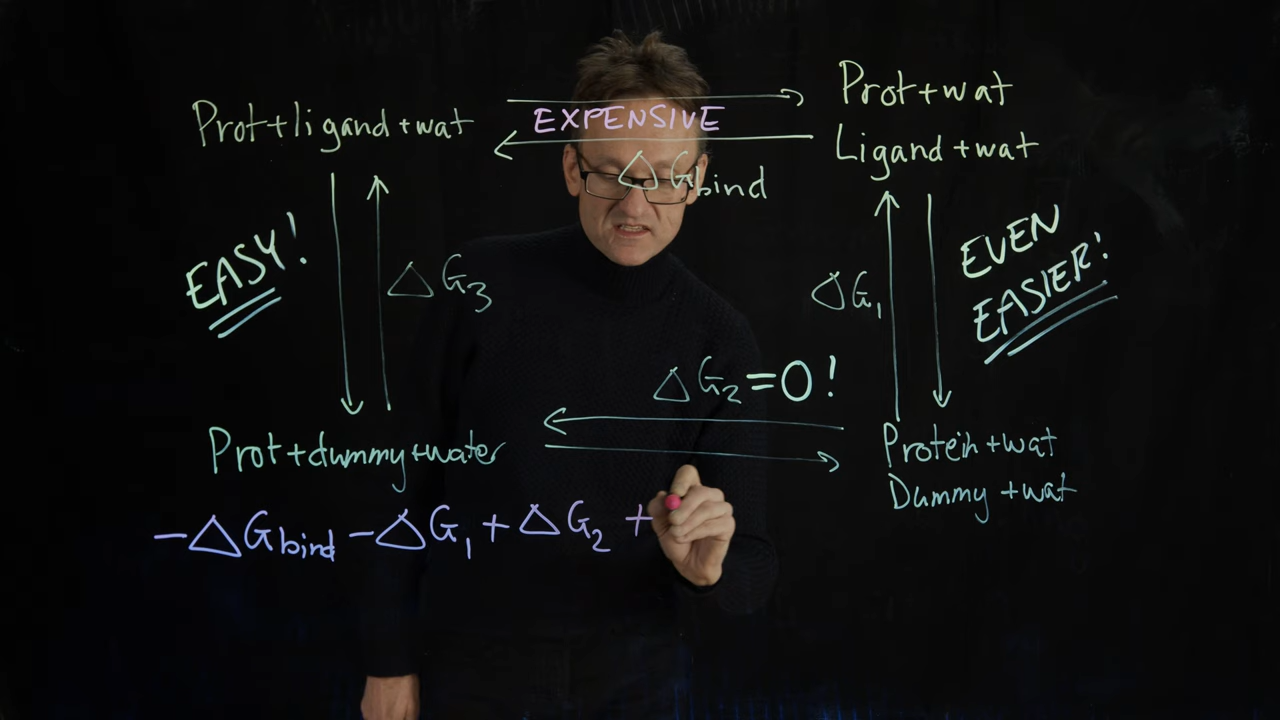 Prot+wat
EXPENSIVE
Prot+ligand+wat
Ligand+wat
ΔGbind
EASY!
ΔG3
ΔG1
EVEN
EASIER!
ΔG2=0!
Prot+dummy+water
Protein+wat
Dummy+wat
-ΔGbind-ΔG1+ΔG2+